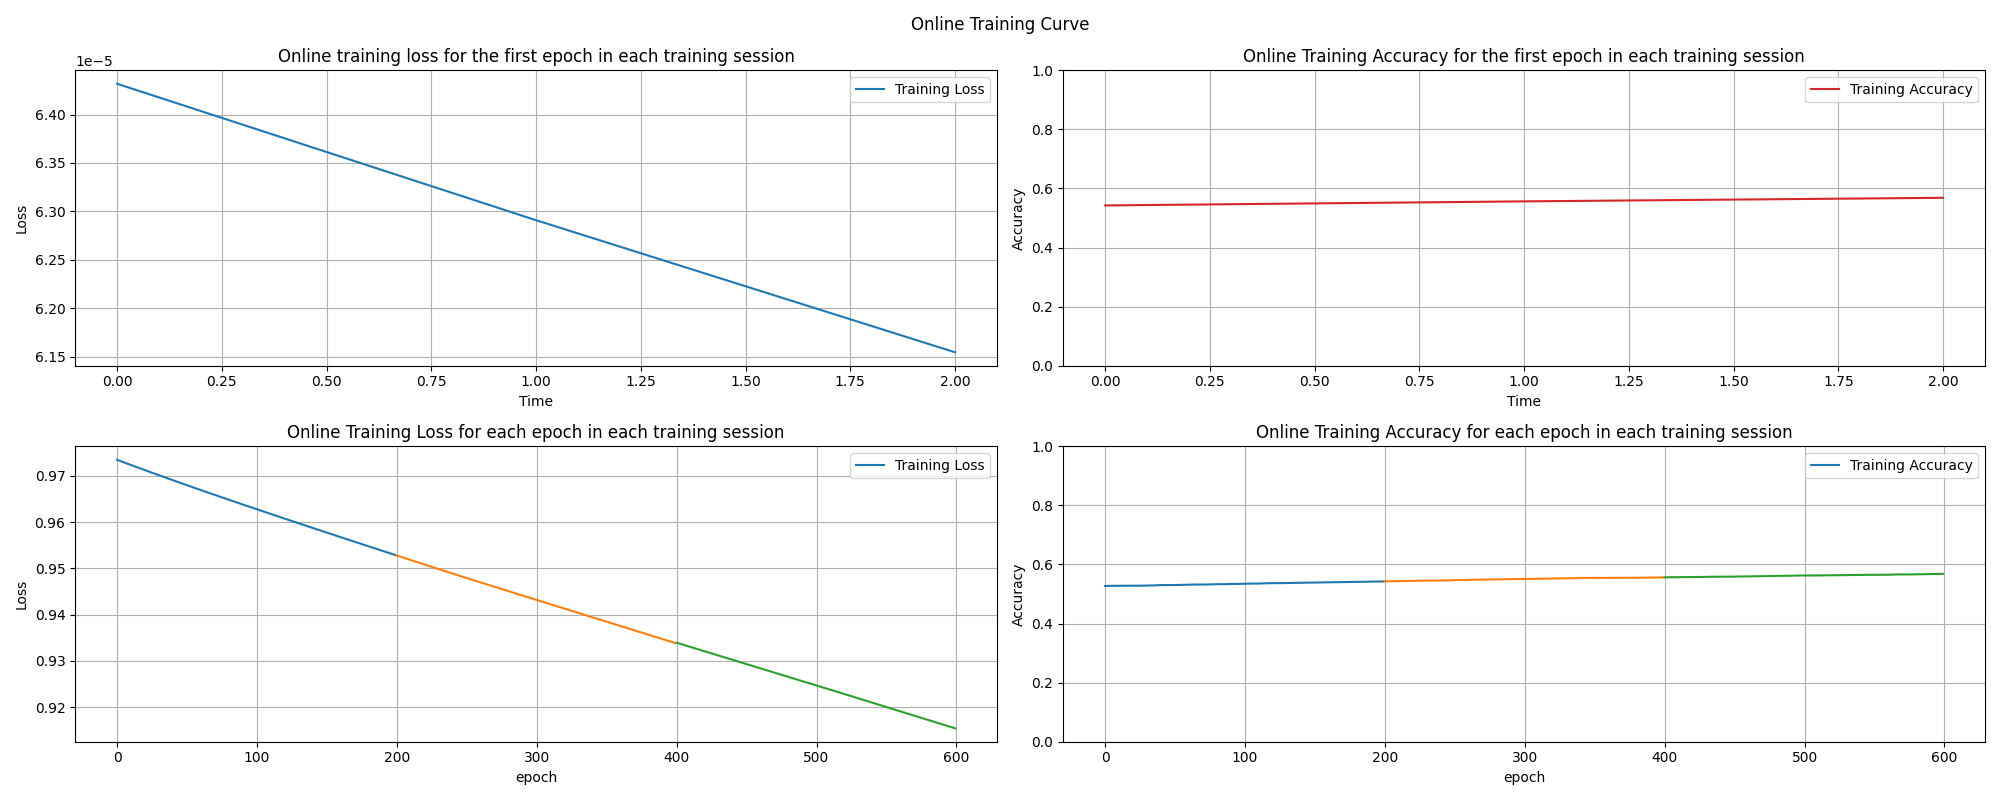 Online Training Curve
Online training loss for the first epoch in each training session
1e−5
Training Loss
6.40
6.35
6.30
6.25
6.20
6.15
Loss
0.00 0.25 0.50 0.75 1.00 1.25 1.50 1.75 2.00
Time
Online Training Accuracy for the first epoch in each training session
Training Accuracy
1.0
0.8
0.6
0.4
0.2
0.0
Accuracy
0.00 0.25 0.50 0.75 1.00 1.25 1.50 1.75 2.00
Time
Online Training Loss for each epoch in each training session
Training Loss
0.97
0.96
0.95
0.94
0.93
0.92
Loss
0 100 200 300 400 500 600
epoch
Online Training Accuracy for each epoch in each training session
Training Accuracy
1.0
0.8
0.6
0.4
0.2
0.0
Accuracy
0 100 200 300 400 500 600
epoch